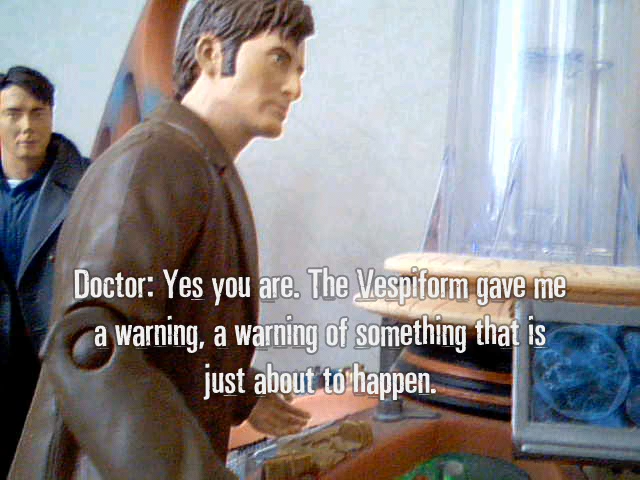 Doctor: Yes you are. The Vespiform gave me
a warning, a warning of something that is
just about to happen.